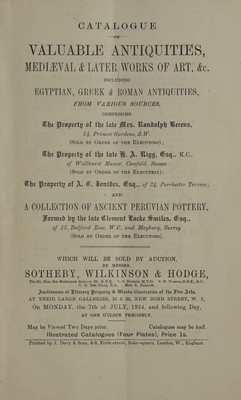 CATALOGUE
OF
VALUABLE ANTIQUITIES,
MEDIÆVAL & LATER WORKS OF ART, &c.
INCLUDING
EGYPTIAN, GREEK & ROMAN ANTIQUITIES,
FROM VARIOUS SOURCES,
COMPRISING
The Property of the late Mrs. Randolph Berens,
14, Princes Gardens, S.W.
(SOLD BY ORDER OF THE EXECUTORS);
The Property of the late H. A. Rigg, Esq., K.C.,
of Wallhurst Manor, Cowfold, Sussex
(SOLD BY ORDER OF THE EXECUTRIX);
The Property of A. C. Ionides, Esq., of 34, Porchester Terrace;
AND
A COLLECTION OF ANCIENT PERUVIAN POTTERY,
Formed by the late Clement Locke Smiles, Esq.,
of 15, Bedford Row, W.C., and Maybury, Surrey
(SOLD BY ORDER OF THE EXECUTORS).
WHICH WILL BE SOLD BY AUCTION,
BY MESSRS.
SOTHEBY, WILKINSON & HODGE,
Auctioneers of Literary Property & Works illustrative of the Fine Arts,
AT THEIR LARGE GALLERIES, 34 & 35, NEW BOND STREET, W. 1,
On MONDAY, the 7th of JULY, 1924, and following Day,
AT ONE O'CLOCK PRECISELY.
May be Viewed Two Days prior. Catalogues may be had.
Illustrated Catalogues (Four Plates), Price 1s.
Printed by J. Davy & Sons, 8-9, Frith-street, Soho-square, London, W., England.